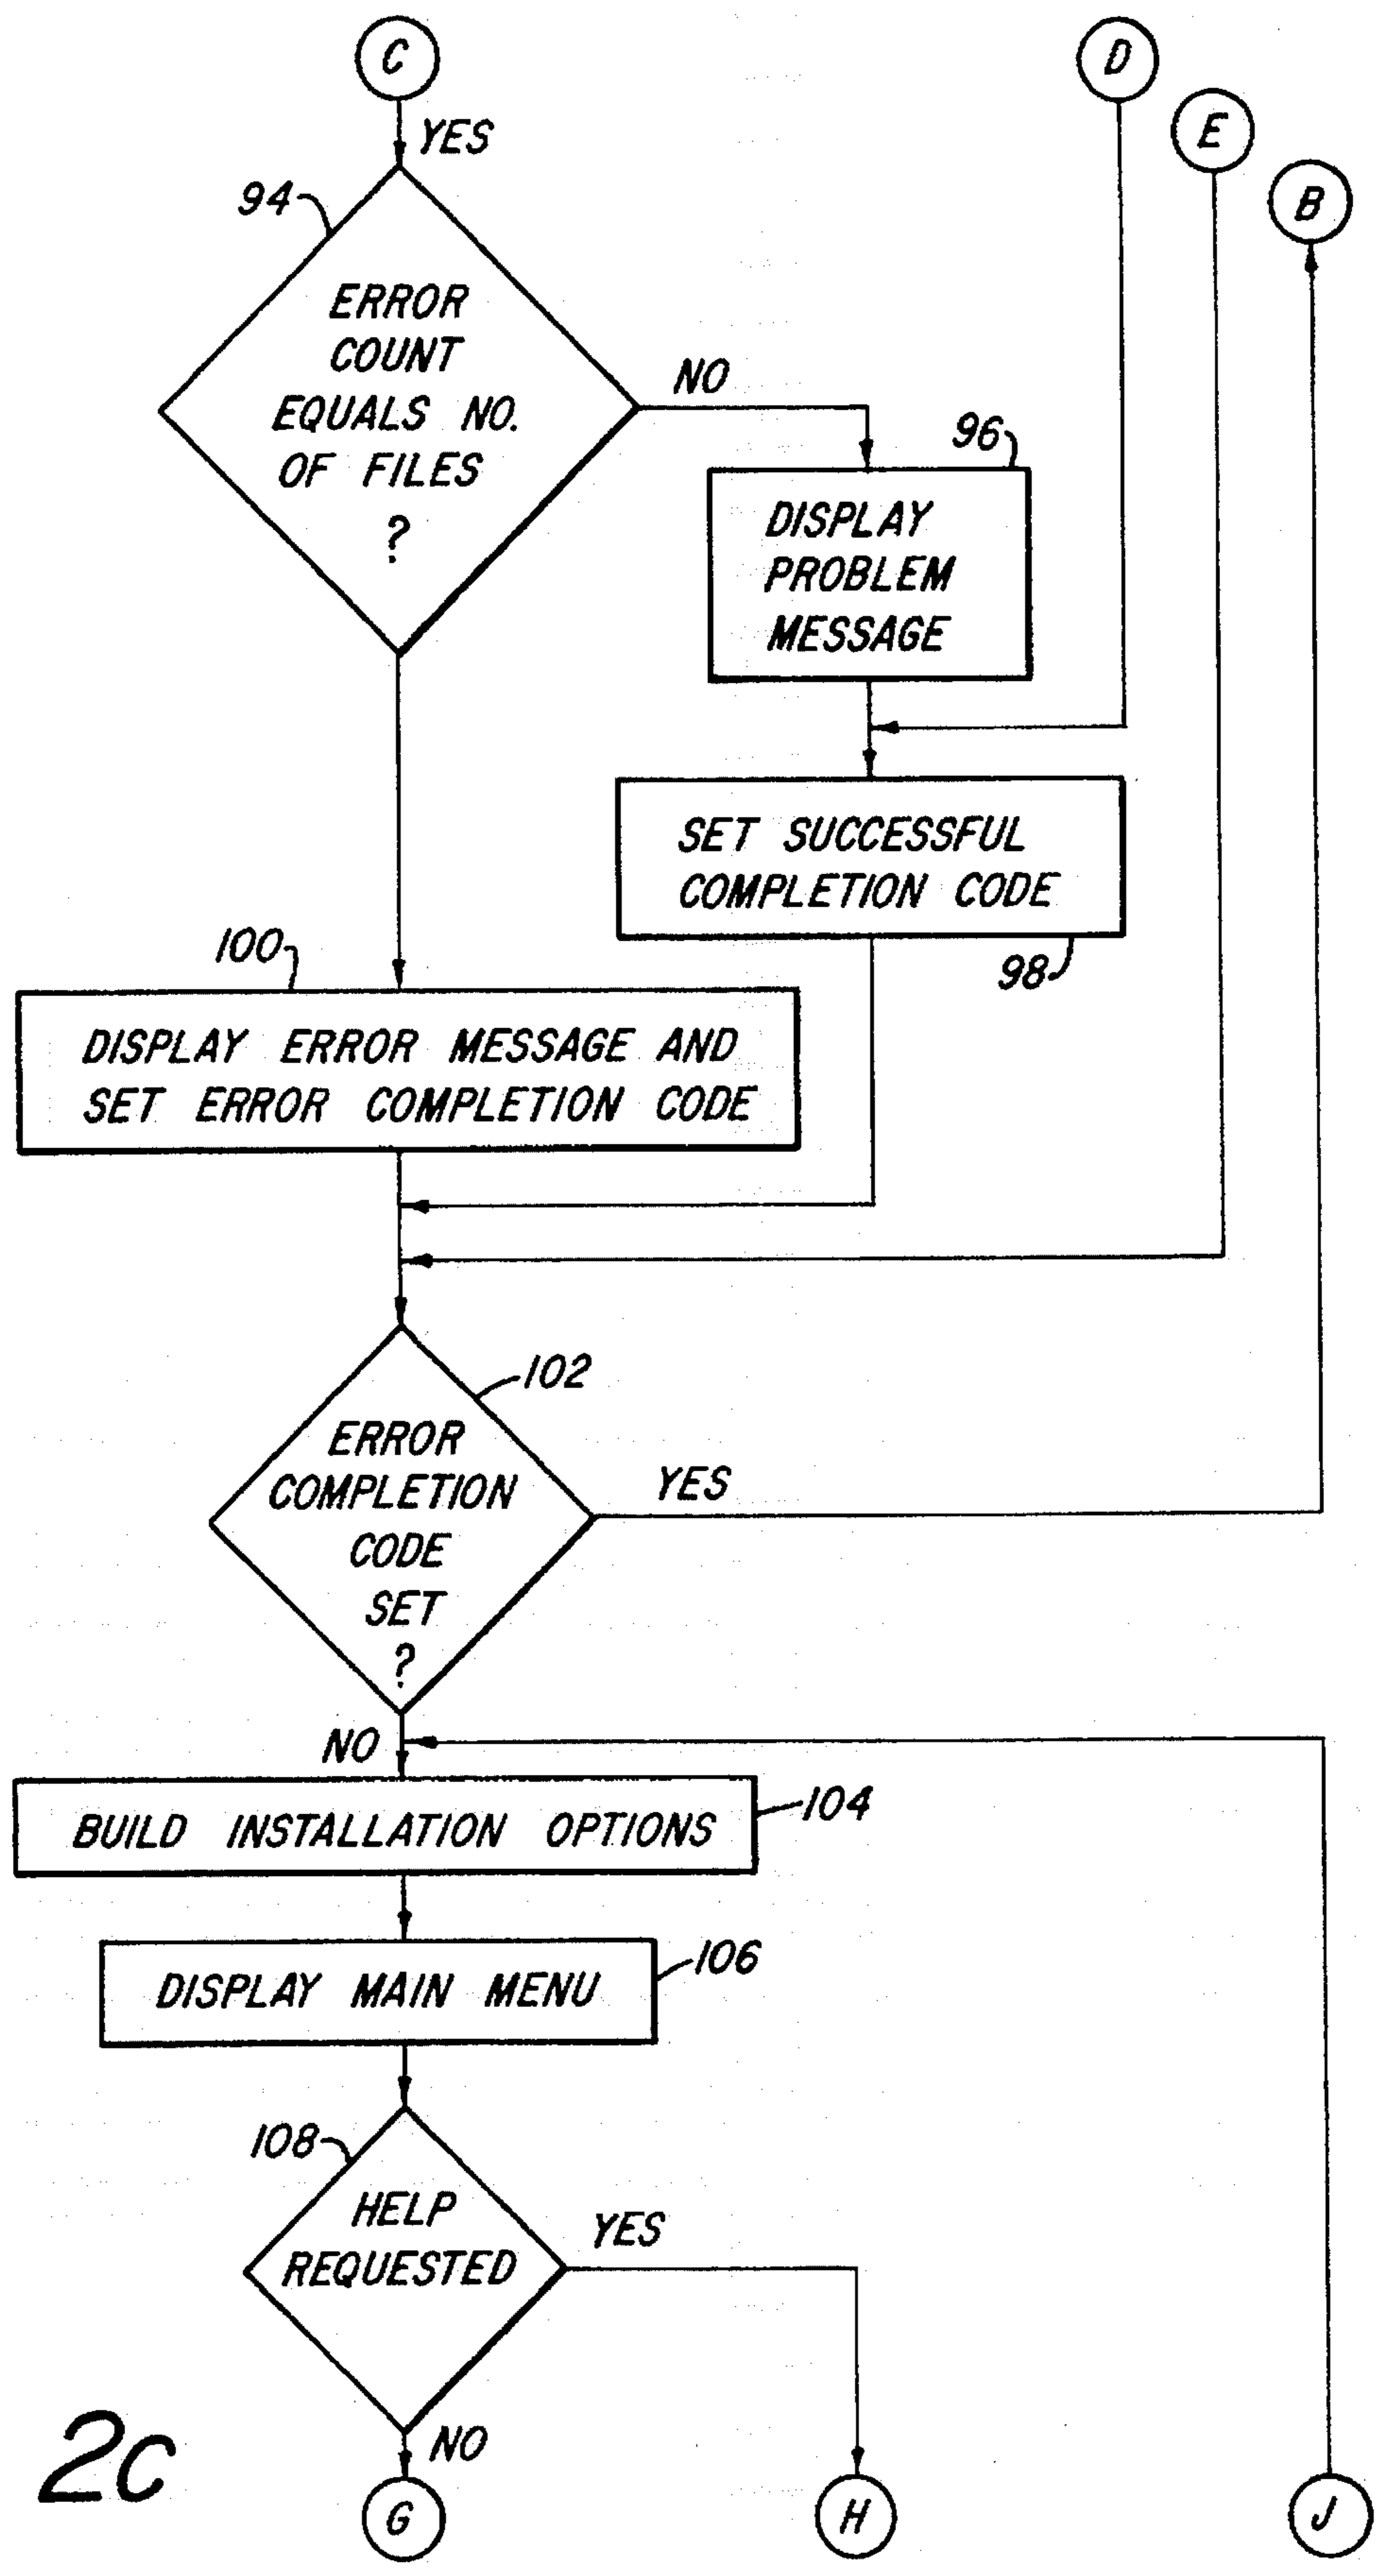 C
D
E
B
YES
94
ERROR
COUNT
EQUALS NO.
OF FILES
?
NO
96
DISPLAY
PROBLEM
MESSAGE
SET SUCCESSFUL
COMPLETION CODE
98
100
DISPLAY ERROR MESSAGE AND
SET ERROR COMPLETION CODE
102
ERROR
COMPLETION
CODE
SET
?
YES
NO
BUILD INSTALLATION OPTIONS
104
DISPLAY MAIN MENU
106
108
HELP
REQUESTED
YES
NO
2C
G
H
J